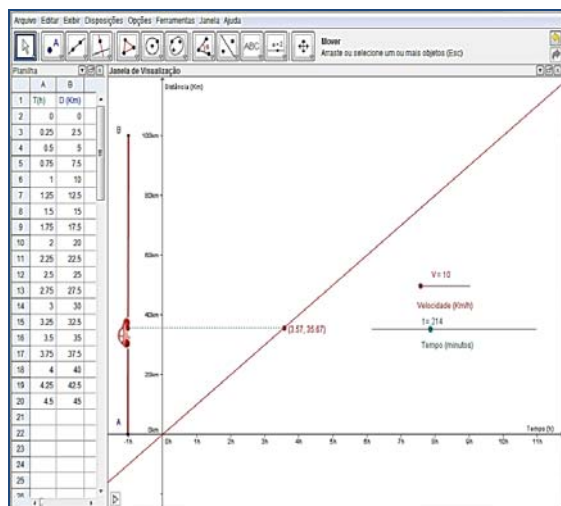 Arquivo Editar Exibir Disposições Opções Ferramentas Janela Ajuda
A
ABC
a=2
Mover
Arraste ou selecione um ou mais objetos (Esc)
Planilha
Janela de Visualização
A B
1 T(h) D (Km)
2 0 0
3 0.25 2.5
4 0.5 5
5 0.75 7.5
6 1 10
7 1.25 12.5
8 1.5 15
9 1.75 17.5
10 2 20
11 2.25 22.5
12 2.5 25
13 2.75 27.5
14 3 30
15 3.25 32.5
16 3.5 35
17 3.75 37.5
18 4 40
19 4.25 42.5
20 4.5 45
21
22
23
24
25
Distância (Km)
B
100km
80km
60km
40km
20km
0km
A
(3.57, 35.67)
V = 10
Velocidade (Km/h)
t = 214
Tempo (minutos)
Tempo (h)
-1h 0h 1h 2h 3h 4h 5h 6h 7h 8h 9h 10h 11h